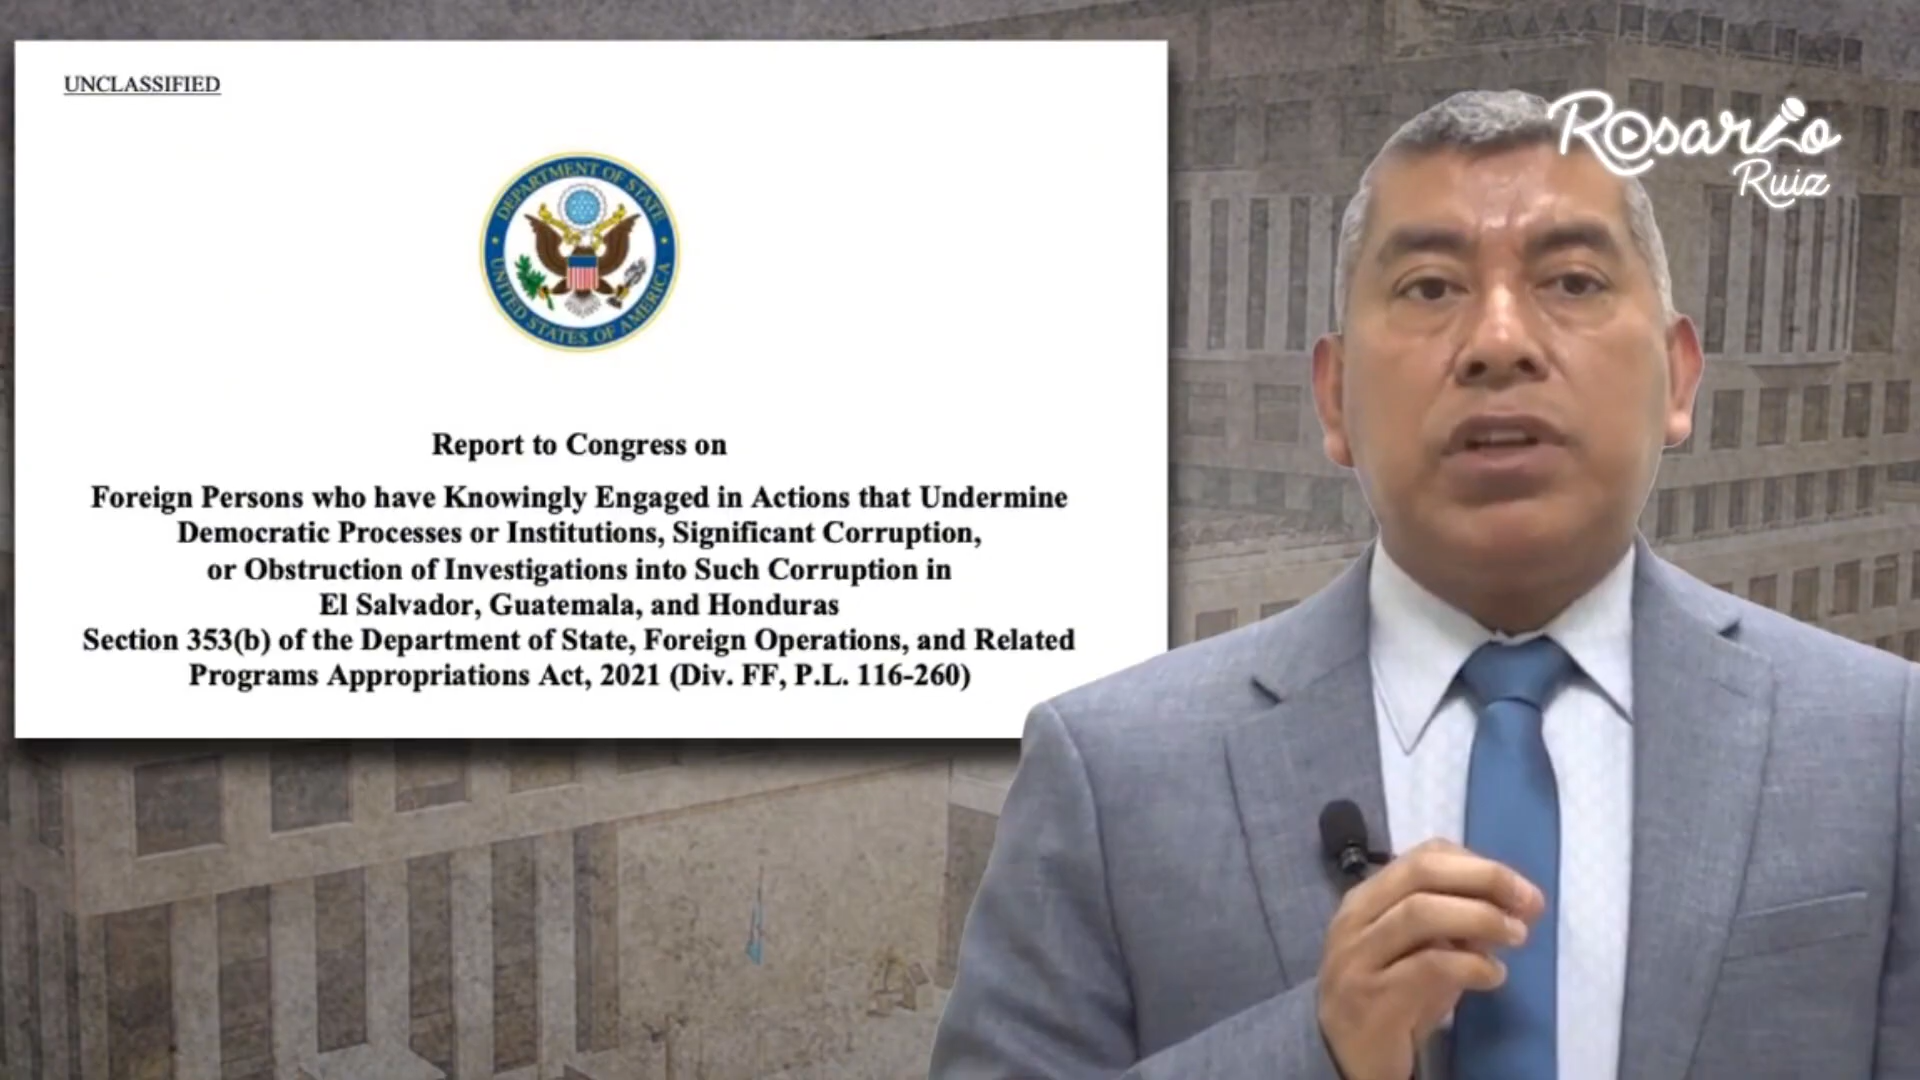 UNCLASSIFIED
DEPARTMENT OF STATE
UNITED STATES OF AMERICA
Report to Congress on
Foreign Persons who have Knowingly Engaged in Actions that Undermine
Democratic Processes or Institutions, Significant Corruption,
or Obstruction of Investigations into Such Corruption in
El Salvador, Guatemala, and Honduras
Section 353(b) of the Department of State, Foreign Operations, and Related
Programs Appropriations Act, 2021 (Div. FF, P.L. 116-260)
Rosario
Ruiz